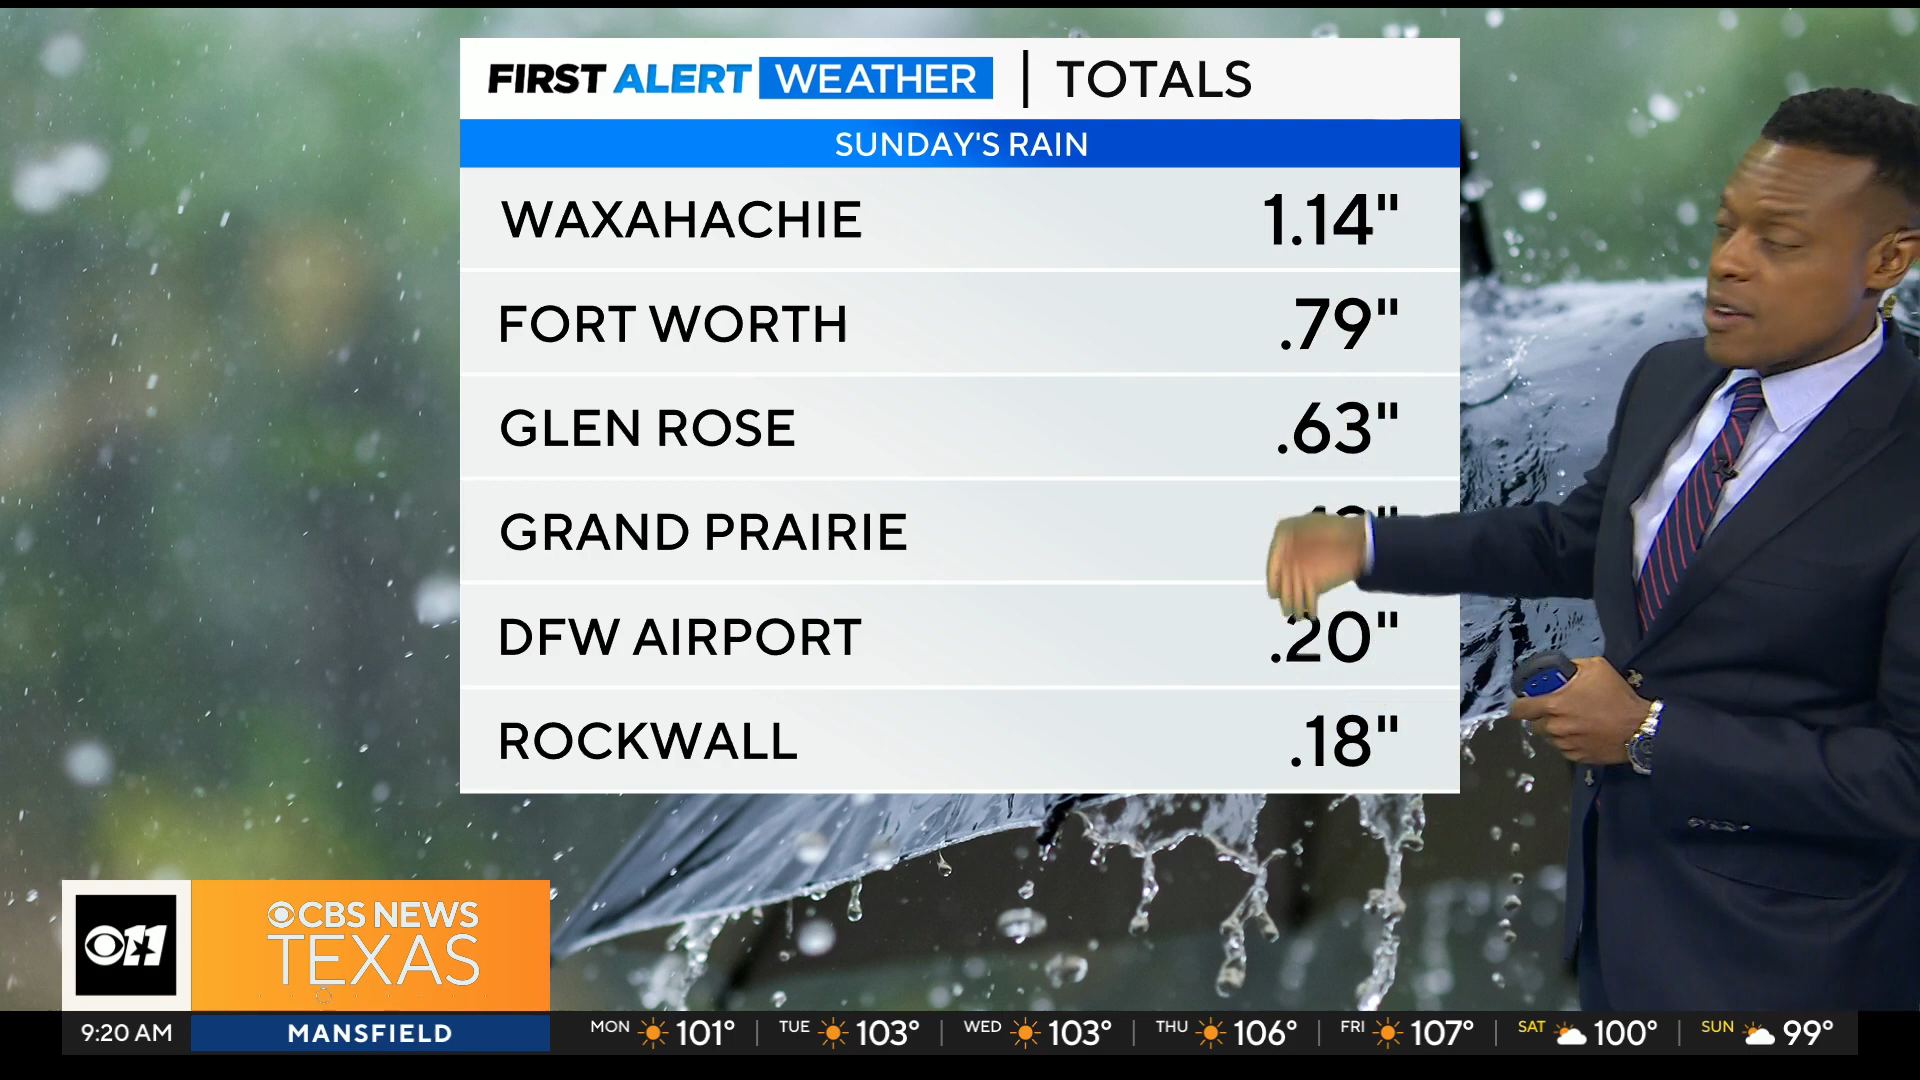 FIRST ALERT WEATHER | TOTALS
SUNDAY'S RAIN
WAXAHACHIE 1.14"
FORT WORTH .79"
GLEN ROSE .63"
GRAND PRAIRIE
DFW AIRPORT .20"
ROCKWALL .18"
11
CBS NEWS
TEXAS
9:20 AM MANSFIELD MON 101° TUE 103° WED 103° THU 106° FRI 107° SAT 100° SUN 99°